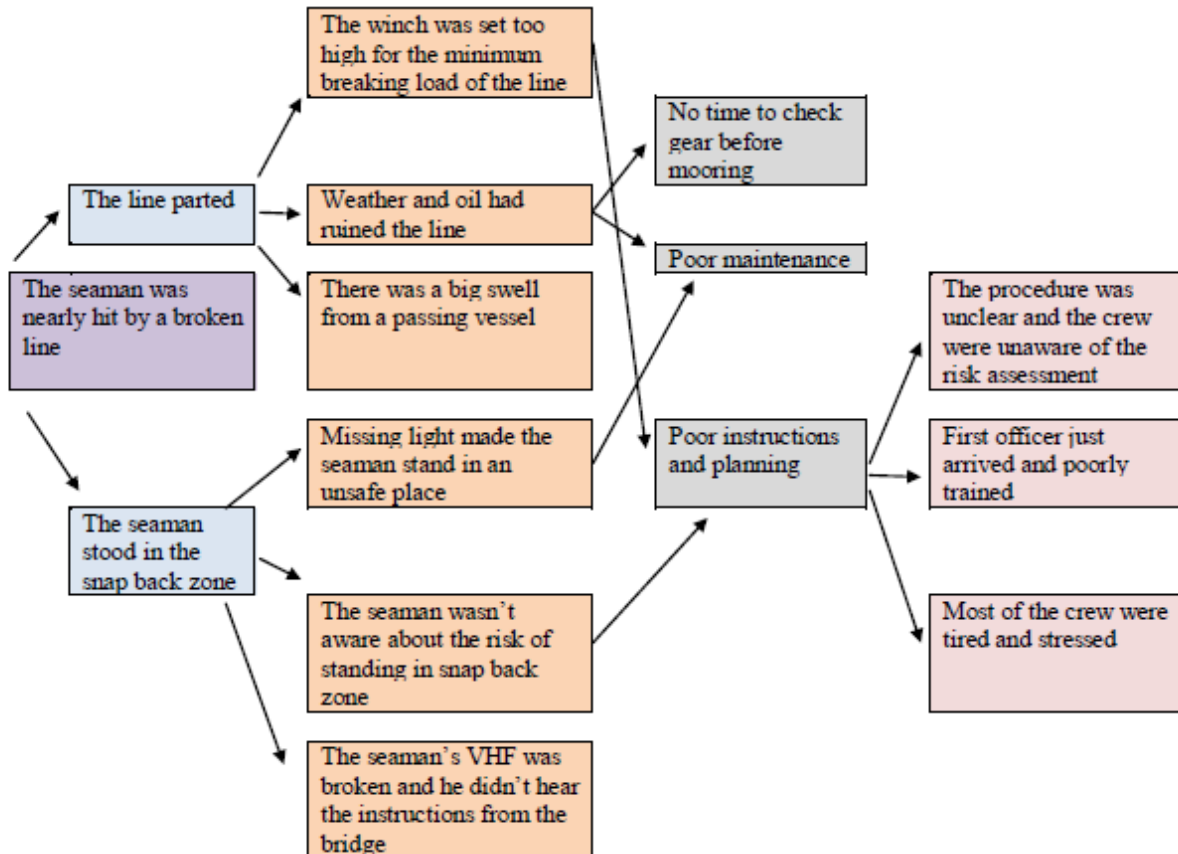 The winch was set too
high for the minimum
breaking load of the line
No time to check
gear before
mooring
The line parted
Weather and oil had
ruined the line
Poor maintenance
The seaman was
nearly hit by a broken
line
There was a big swell
from a passing vessel
The procedure was
unclear and the crew
were unaware of the
risk assessment
Missing light made the
seaman stand in an
unsafe place
Poor instructions
and planning
First officer just
arrived and poorly
trained
The seaman
stood in the
snap back zone
The seaman wasn’t
aware about the risk of
standing in snap back
zone
Most of the crew were
tired and stressed
The seaman’s VHF was
broken and he didn’t hear
the instructions from the
bridge